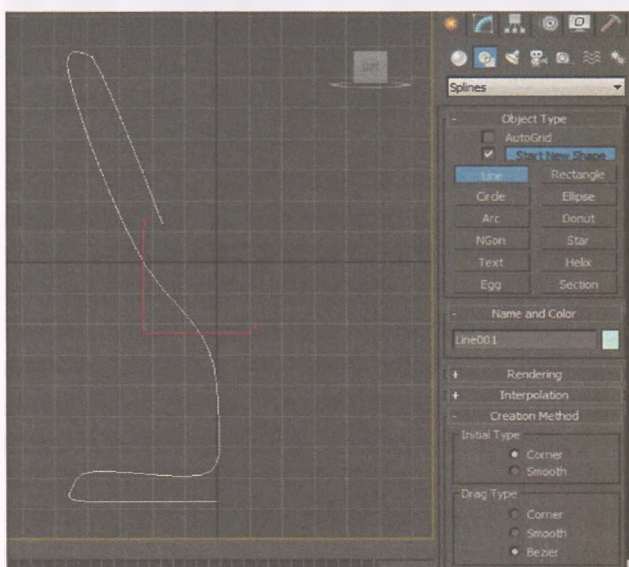 LEFT
Splines
- Object Type
AutoGrid
Start New Shape
Line Rectangle
Circle Ellipse
Arc Donut
NGon Star
Text Helix
Egg Section
- Name and Color
Line001
+ Rendering
+ Interpolation
- Creation Method
Initial Type
Corner
Smooth
Drag Type
Corner
Smooth
Bezier